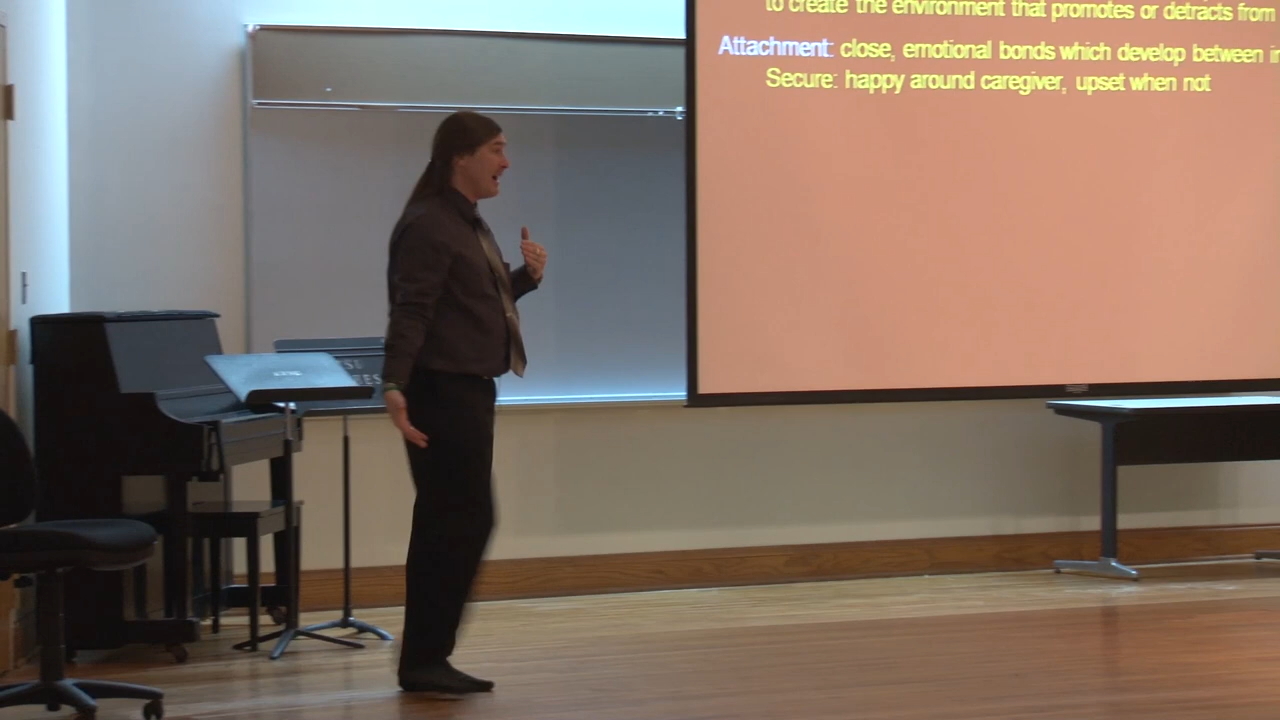 to create the environment that promotes or detracts from
Attachment: close, emotional bonds which develop between
Secure: happy around caregiver, upset when not